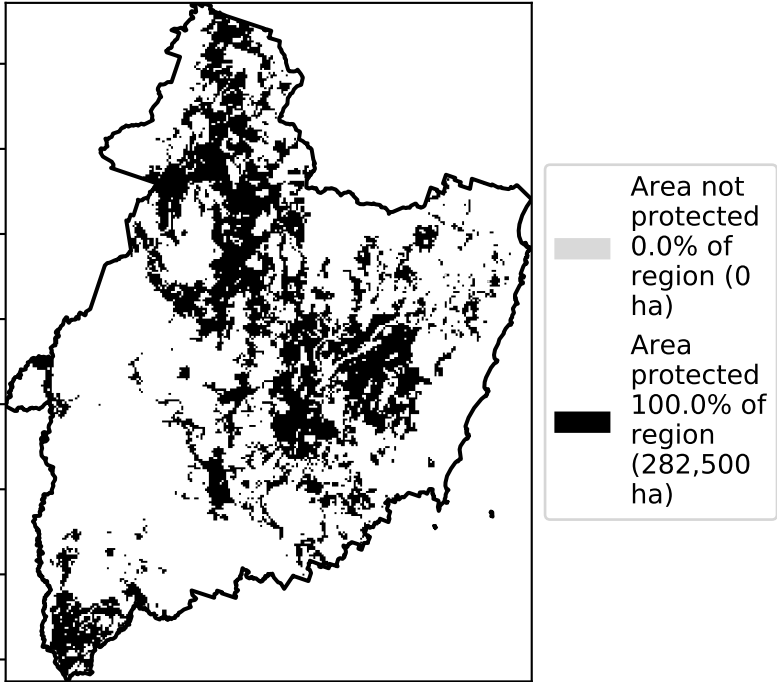 Area not
protected
0.0% of
region (0
ha)
Area
protected
100.0% of
region
(282,500
ha)